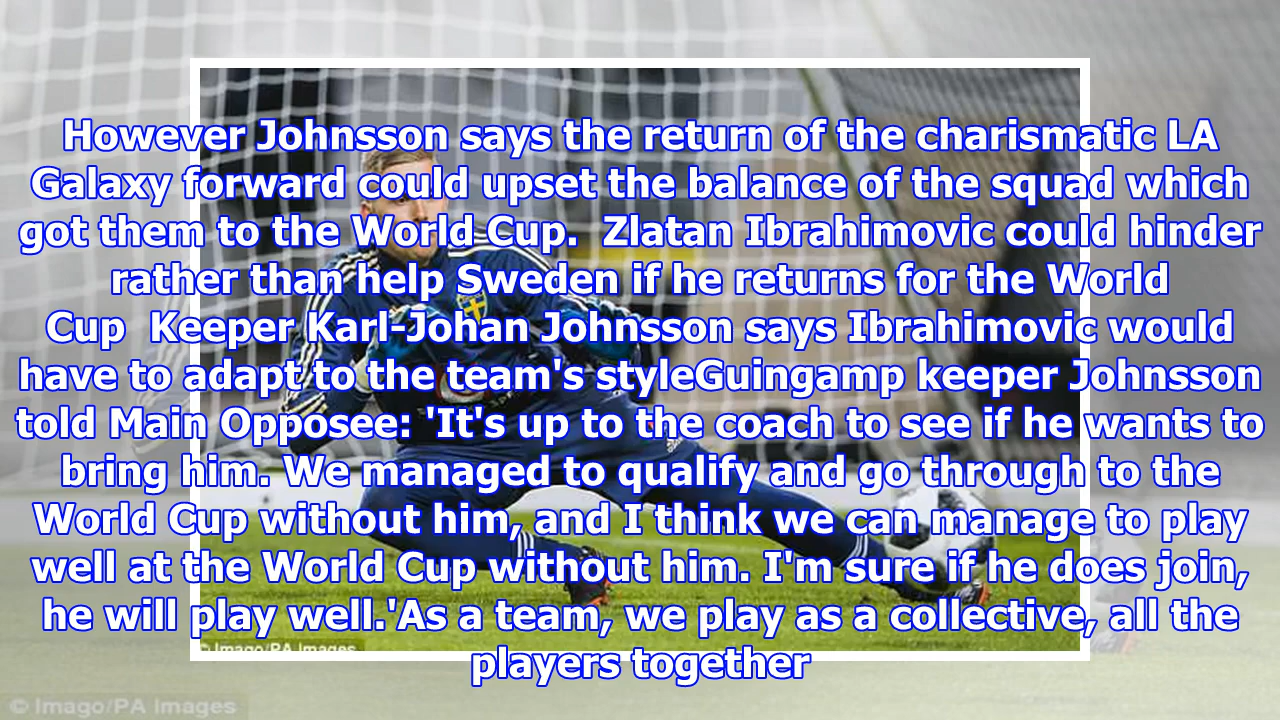 However Johnsson says the return of the charismatic LA
Galaxy forward could upset the balance of the squad which
got them to the World Cup.  Zlatan Ibrahimovic could hinder
rather than help Sweden if he returns for the World
Cup  Keeper Karl-Johan Johnsson says Ibrahimovic would
have to adapt to the team's styleGuingamp keeper Johnsson
told Main Opposee: 'It's up to the coach to see if he wants to
bring him. We managed to qualify and go through to the
World Cup without him, and I think we can manage to play
well at the World Cup without him. I'm sure if he does join,
he will play well.'As a team, we play as a collective, all the
players together
© Imago/PA Images
© Imago/PA Images